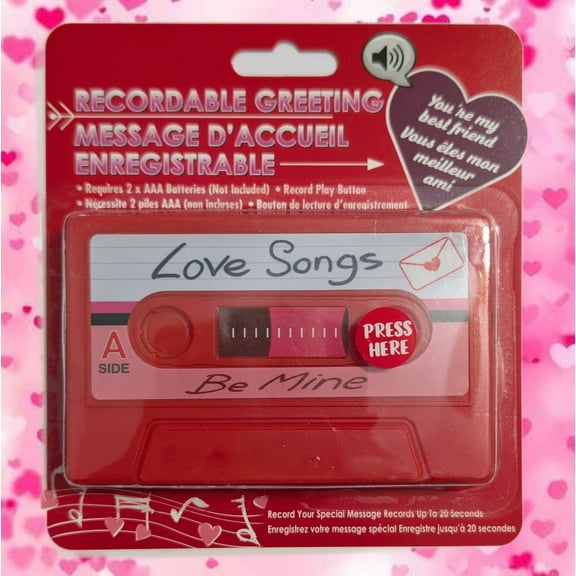 RECORDABLE GREETING
MESSAGE D'ACCUEIL
ENREGISTRABLE
You're my
best friend
Vous êtes mon
meilleur
ami
• Requires 2 x AAA Batteries (Not Included) • Record Play Button
• Nécessite 2 piles AAA (non incluses) • Bouton de lecture d'enregistrement
Love Songs
PRESS
HERE
A
SIDE
Be Mine
Record Your Special Message Records Up To 20 Seconds
Enregistrez votre message spécial Enregistre jusqu'à 20 secondes